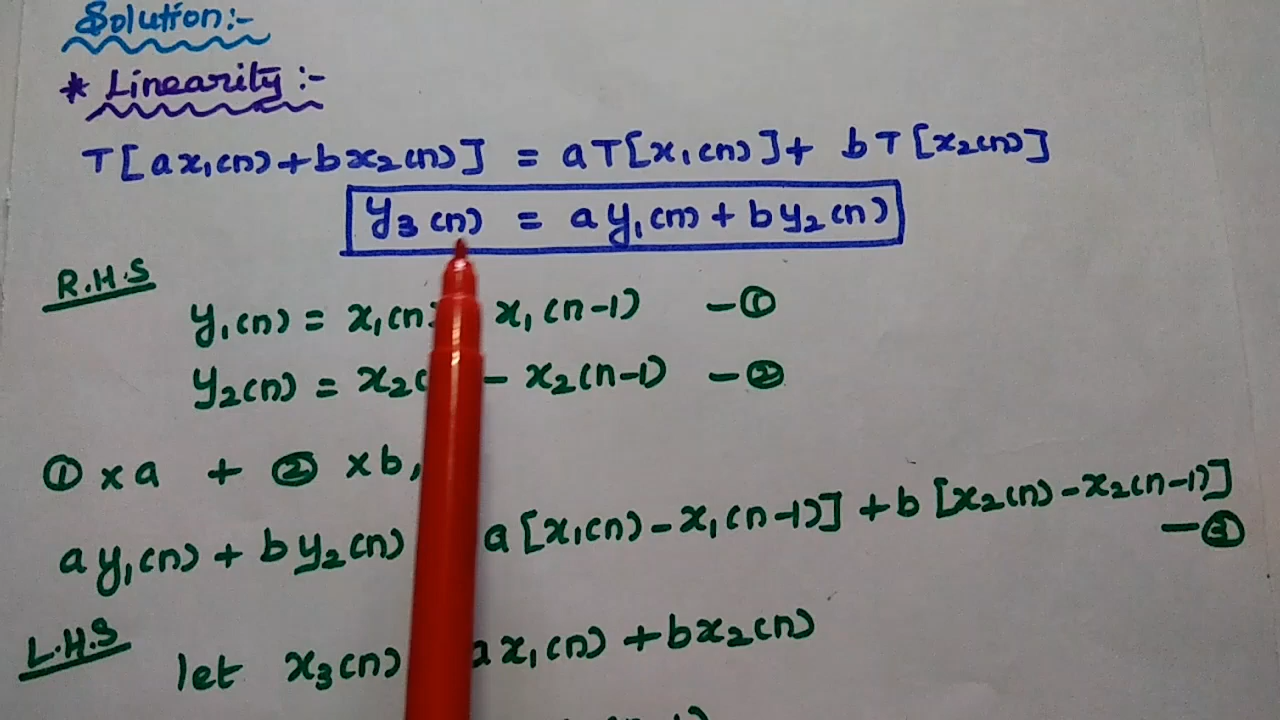 Solution:-
* Linearity:-
T[ax₁(n)+bx₂(n)] = aT[x₁(n)]+ bT[x₂(n)]
y₃(n) = ay₁(n)+by₂(n)
R.H.S
y₁(n) = x₁(n) x₁(n-1) -①
y₂(n) = x₂( - x₂(n-1) -②
① x a + ② x b,
ay₁(n)+by₂(n) a[x₁(n)-x₁(n-1)]+b[x₂(n)-x₂(n-1)]
-③
L.H.S
let x₃(n) ax₁(n)+bx₂(n)